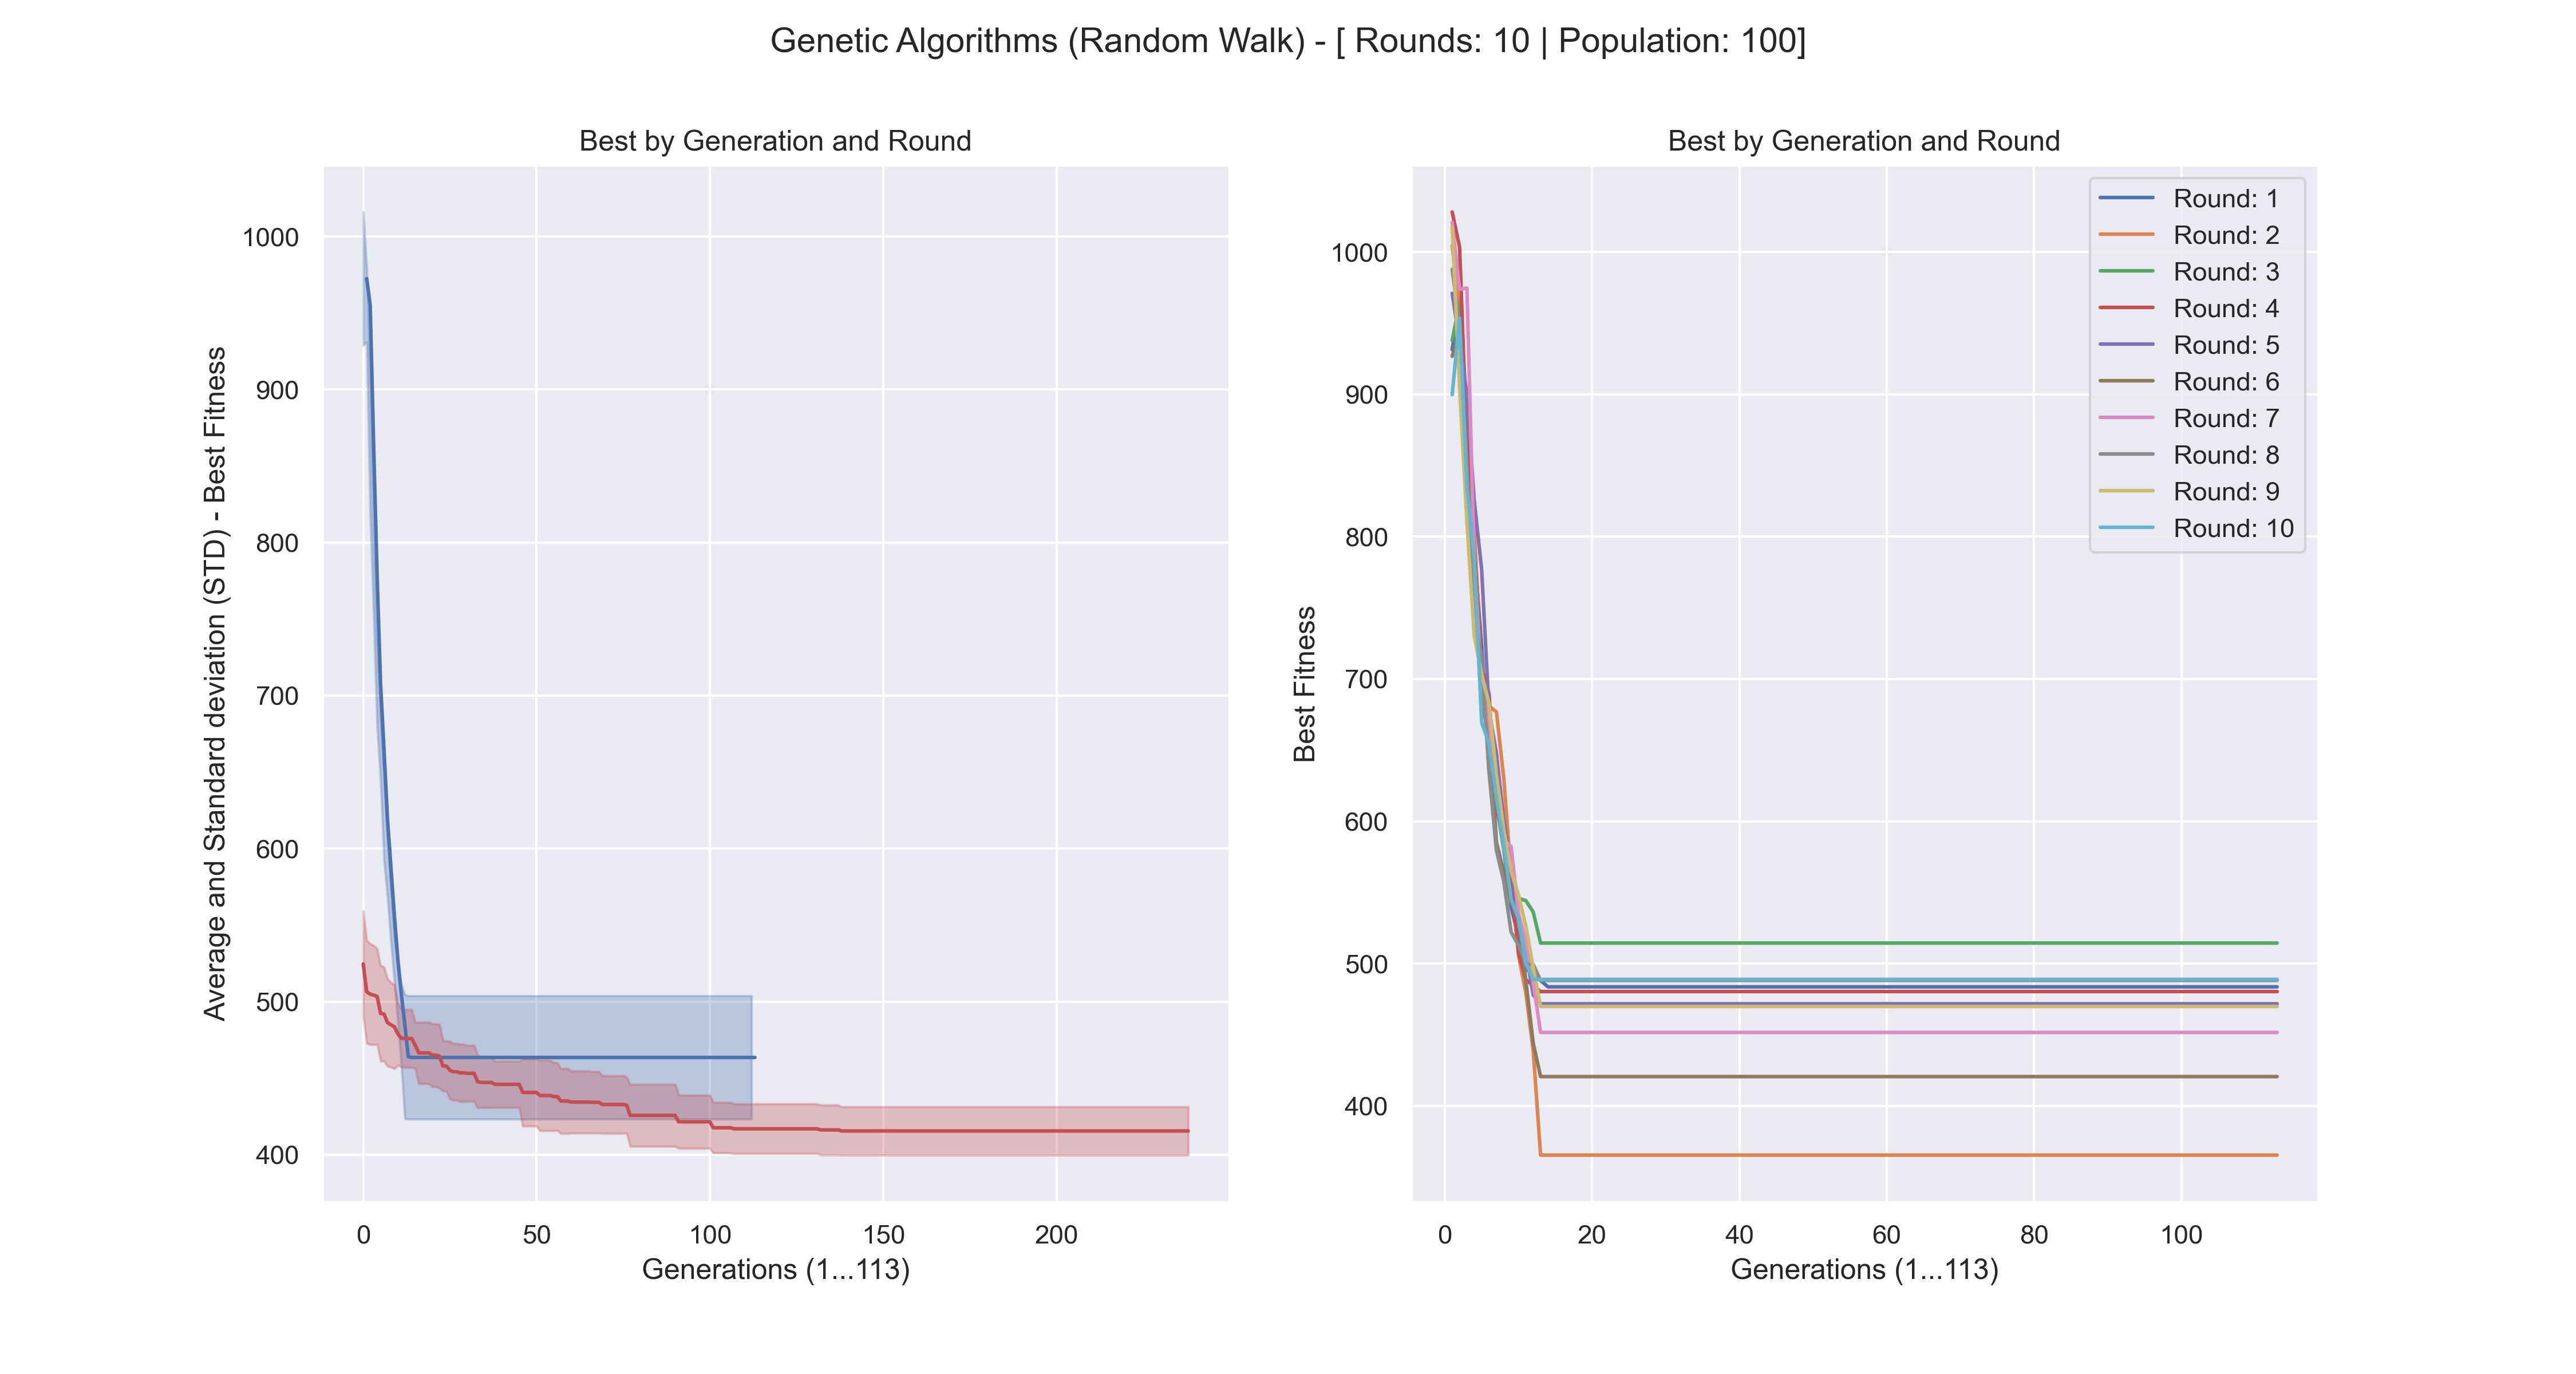 Genetic Algorithms (Random Walk) - [ Rounds: 10 | Population: 100]
Best by Generation and Round
Average and Standard deviation (STD) - Best Fitness
1000
900
800
700
600
500
400
0 50 100 150 200
Generations (1...113)
Best by Generation and Round
Best Fitness
1000
900
800
700
600
500
400
0 20 40 60 80 100
Generations (1...113)
Round: 1
Round: 2
Round: 3
Round: 4
Round: 5
Round: 6
Round: 7
Round: 8
Round: 9
Round: 10